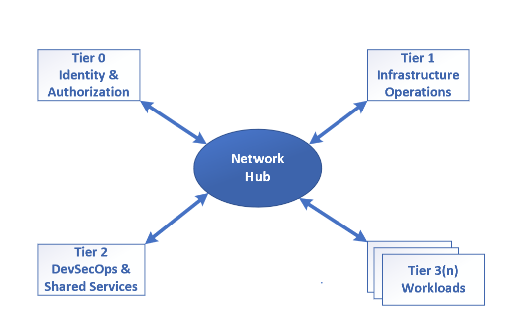 Tier 0
Identity &
Authorization
Tier 1
Infrastructure
Operations
Network
Hub
Tier 2
DevSecOps &
Shared Services
Tier 3(n)
Workloads